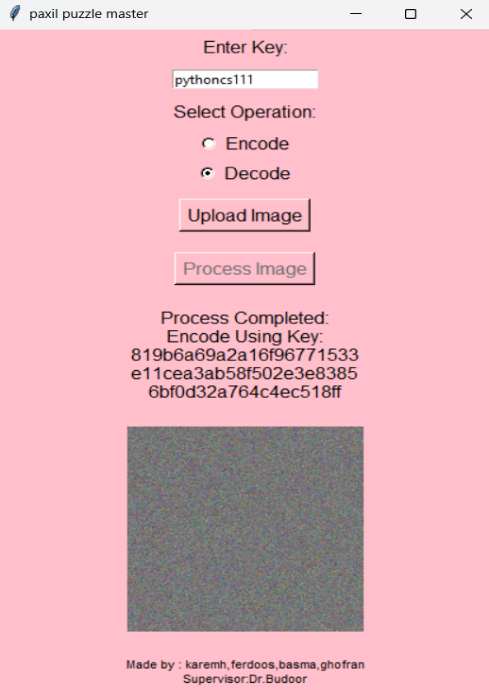 paxil puzzle master
Enter Key:
pythoncs111
Select Operation:
Encode
Decode
Upload Image
Process Image
Process Completed:
Encode Using Key:
819b6a69a2a16f96771533
e11cea3ab58f502e3e8385
6bf0d32a764c4ec518ff
Made by : karemh,ferdoos,basma,ghofran
Supervisor:Dr.Budoor